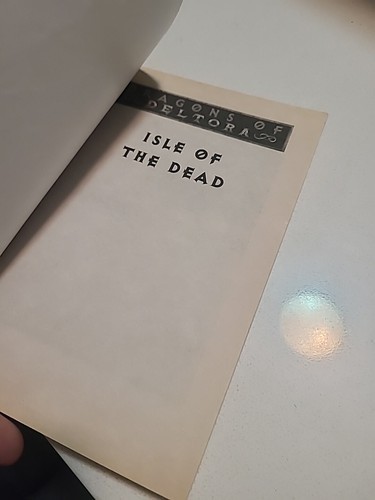 AGONS OF
DELTORA
ISLE OF
THE DEAD